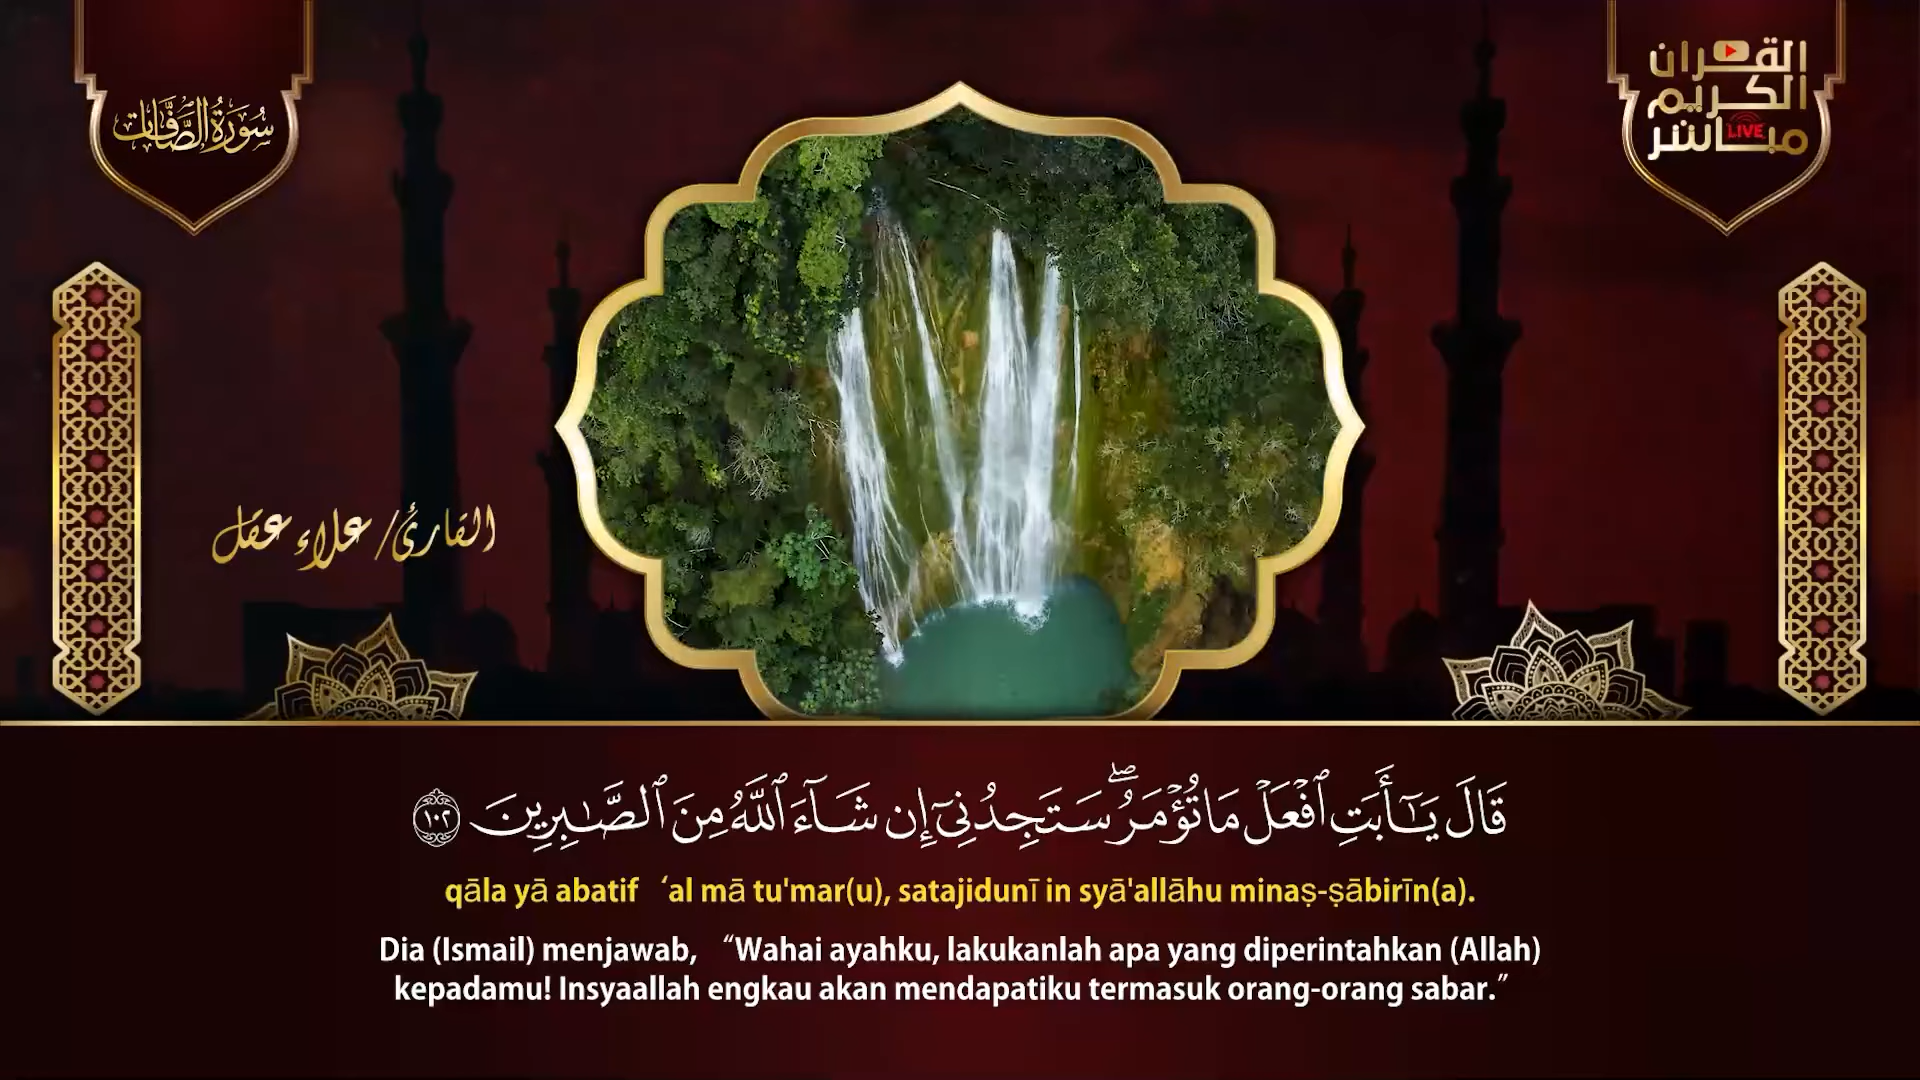 سُورَةُ الصَّافَّات
القرآن
الكريم
مباشر
LIVE
القارئ/ علاء عقل
قَالَ يَـٰٓأَبَتِ ٱفْعَلْ مَا تُؤْمَرُ ۖ سَتَجِدُنِىٓ إِن شَآءَ ٱللَّهُ مِنَ ٱلصَّـٰبِرِينَ ١٠٢
qāla yā abatif ‘al mā tu'mar(u), satajidunī in syā'allāhu minaṣ-ṣābirīn(a).
Dia (Ismail) menjawab, “Wahai ayahku, lakukanlah apa yang diperintahkan (Allah)
kepadamu! Insyaallah engkau akan mendapatiku termasuk orang-orang sabar.”